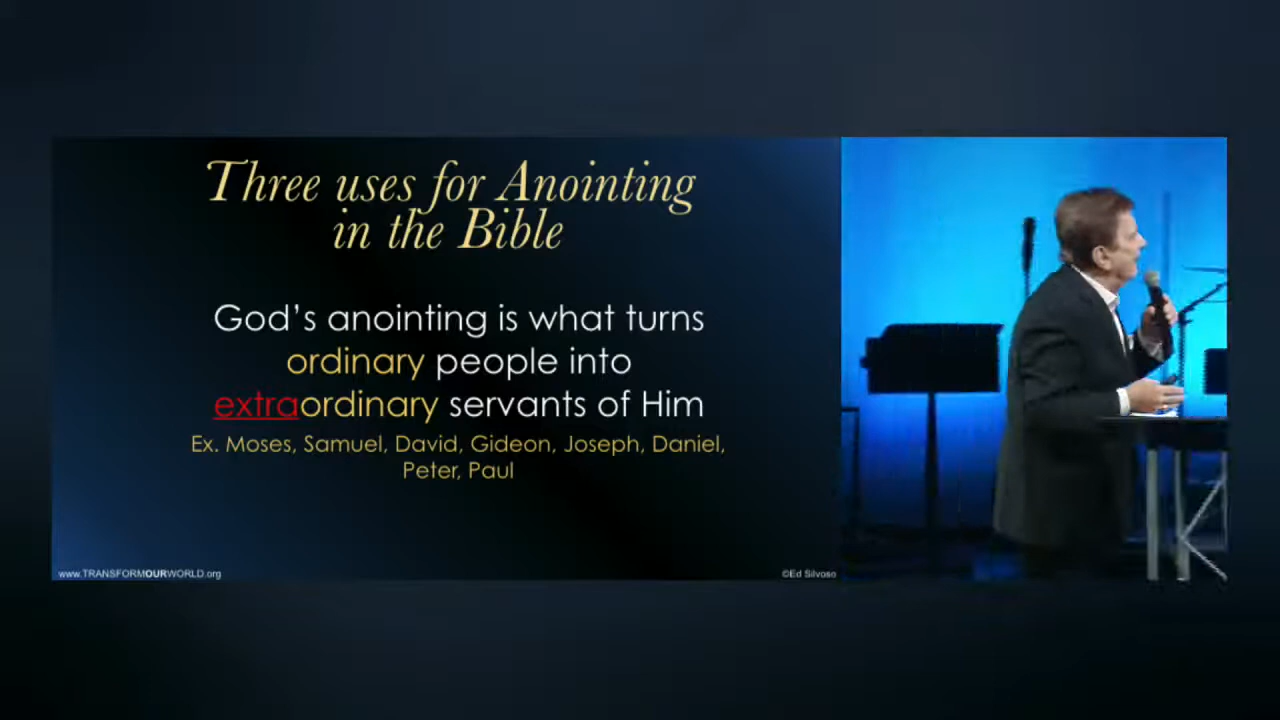 Three uses for Anointing
in the Bible
God's anointing is what turns
ordinary people into
extraordinary servants of Him
Ex. Moses, Samuel, David, Gideon, Joseph, Daniel,
Peter, Paul
www.TRANSFORMOURWORLD.org
©Ed Silvoso